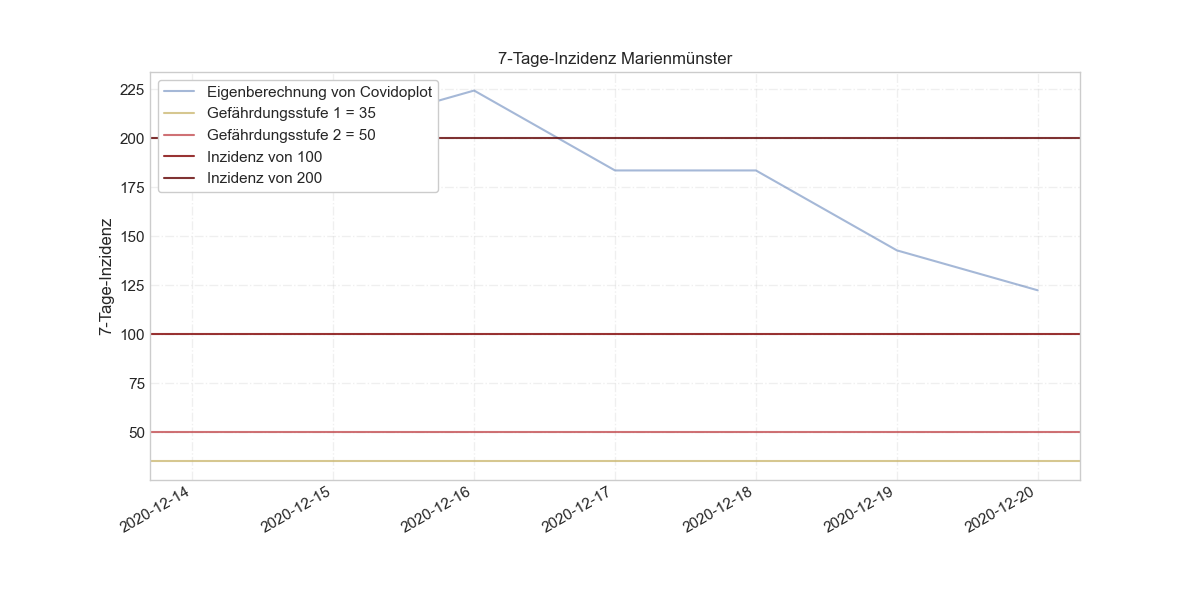 7-Tage-Inzidenz Marienmünster
Eigenberechnung von Covidoplot
Gefährdungsstufe 1 = 35
Gefährdungsstufe 2 = 50
Inzidenz von 100
Inzidenz von 200
7-Tage-Inzidenz
225
200
175
150
125
100
75
50
2020-12-14
2020-12-15
2020-12-16
2020-12-17
2020-12-18
2020-12-19
2020-12-20